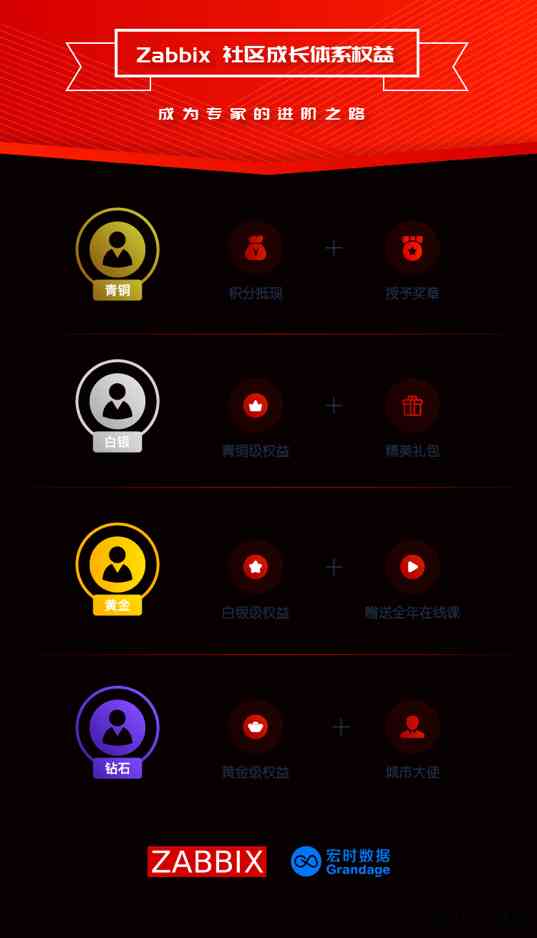 Zabbix 社区成长体系权益
成为专家的进阶之路
青铜
积分抵现
授予奖章
白银
青铜级权益
精美礼包
黄金
白银级权益
赠送全年在线课
钻石
黄金级权益
城市大使
ZABBIX
宏时数据
Grandage